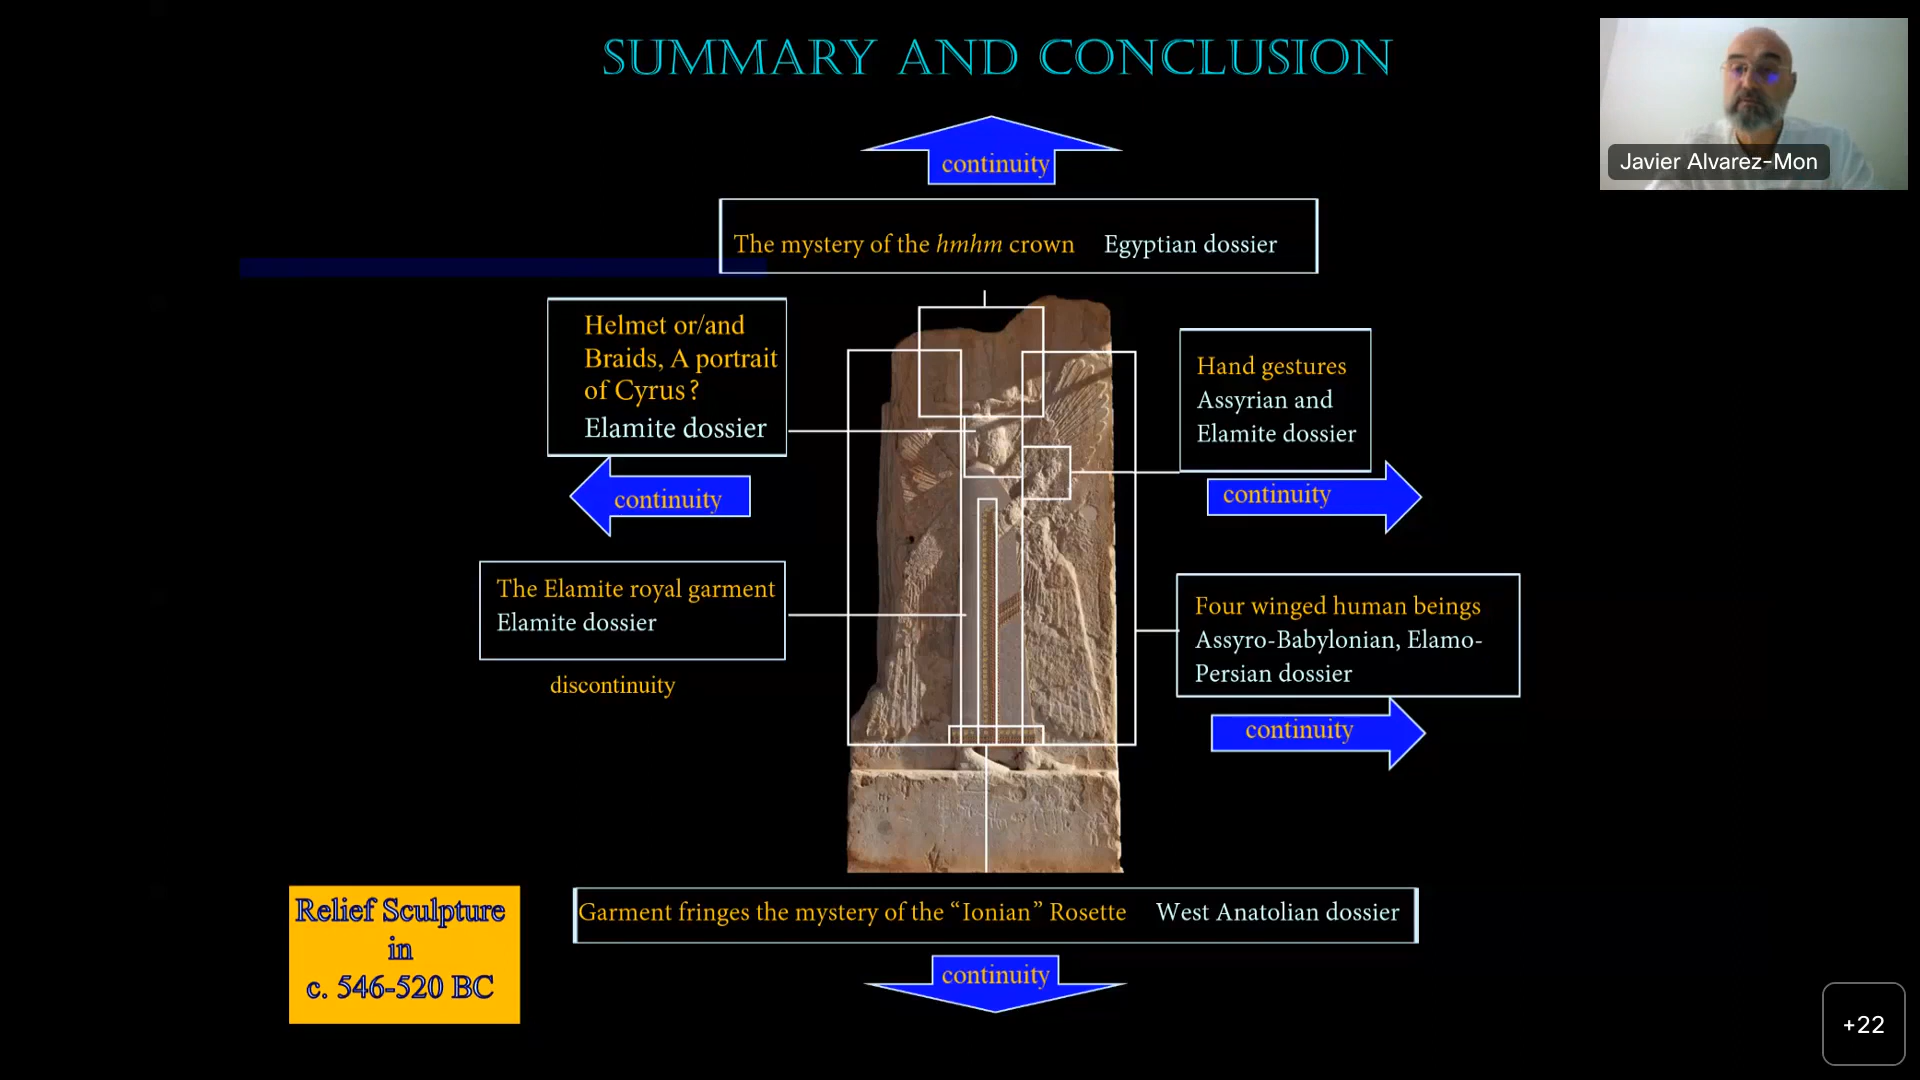 SUMMARY AND CONCLUSION
Javier Alvarez-Mon
continuity
The mystery of the hmhm crown Egyptian dossier
Helmet or/and
Braids, A portrait
of Cyrus?
Elamite dossier
continuity
Hand gestures
Assyrian and
Elamite dossier
continuity
The Elamite royal garment
Elamite dossier
discontinuity
Four winged human beings
Assyro-Babylonian, Elamo-
Persian dossier
continuity
Relief Sculpture
in
c. 546-520 BC
Garment fringes the mystery of the “Ionian” Rosette West Anatolian dossier
continuity
+22